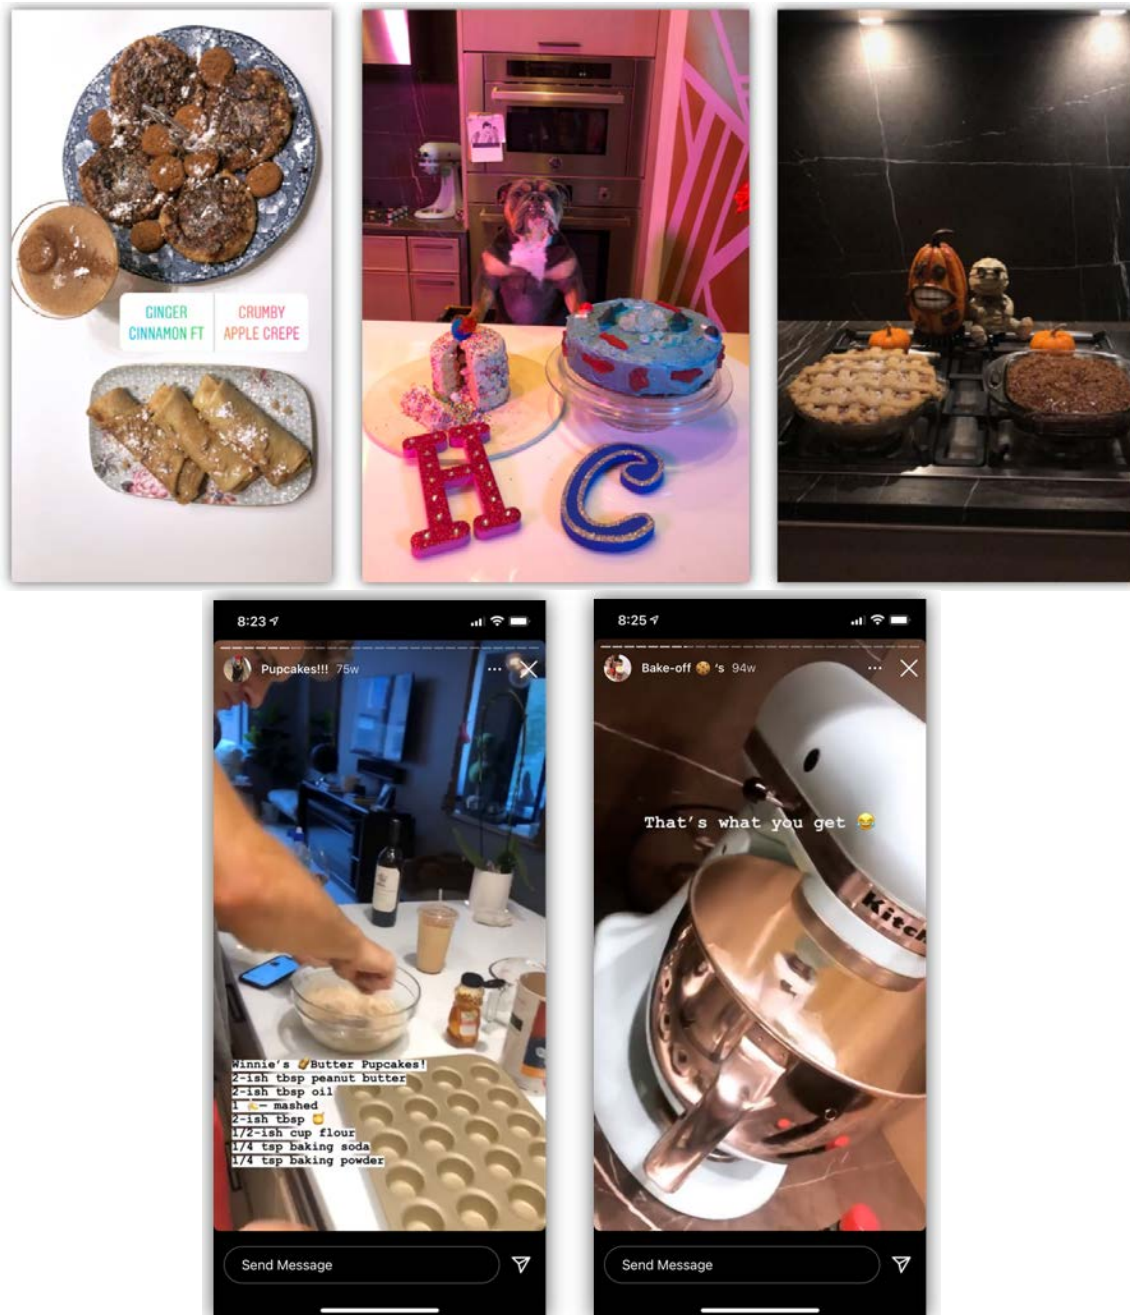 GINGER
CINNAMON FT
CRUMBY
APPLE CREPE
H C
8:23
Pupcakes!!! 75w
Winnie's 🥜Butter Pupcakes!
2-ish tbsp peanut butter
2-ish tbsp oil
1 🍌- mashed
2-ish tbsp 🍯
1/2-ish cup flour
1/4 tsp baking soda
1/4 tsp baking powder
Send Message
8:25
Bake-off 🍪 's 94w
That's what you get 😂
Kitch
Send Message